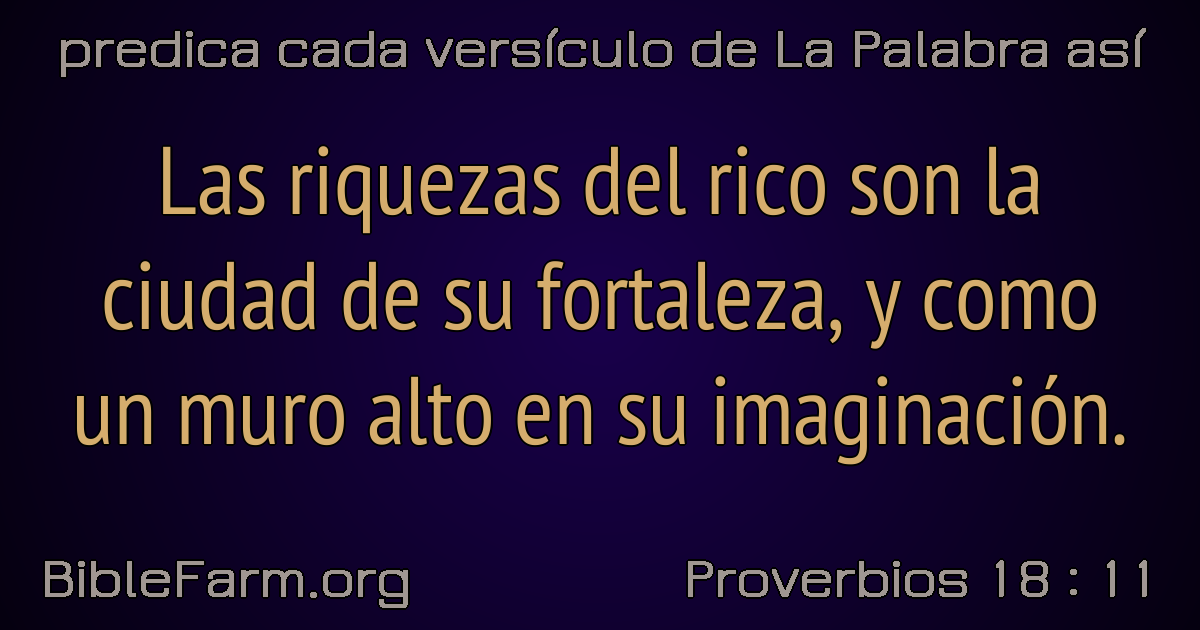 predica cada versículo de La Palabra así
Las riquezas del rico son la
ciudad de su fortaleza, y como
un muro alto en su imaginación.
BibleFarm.org
Proverbios 18 : 11